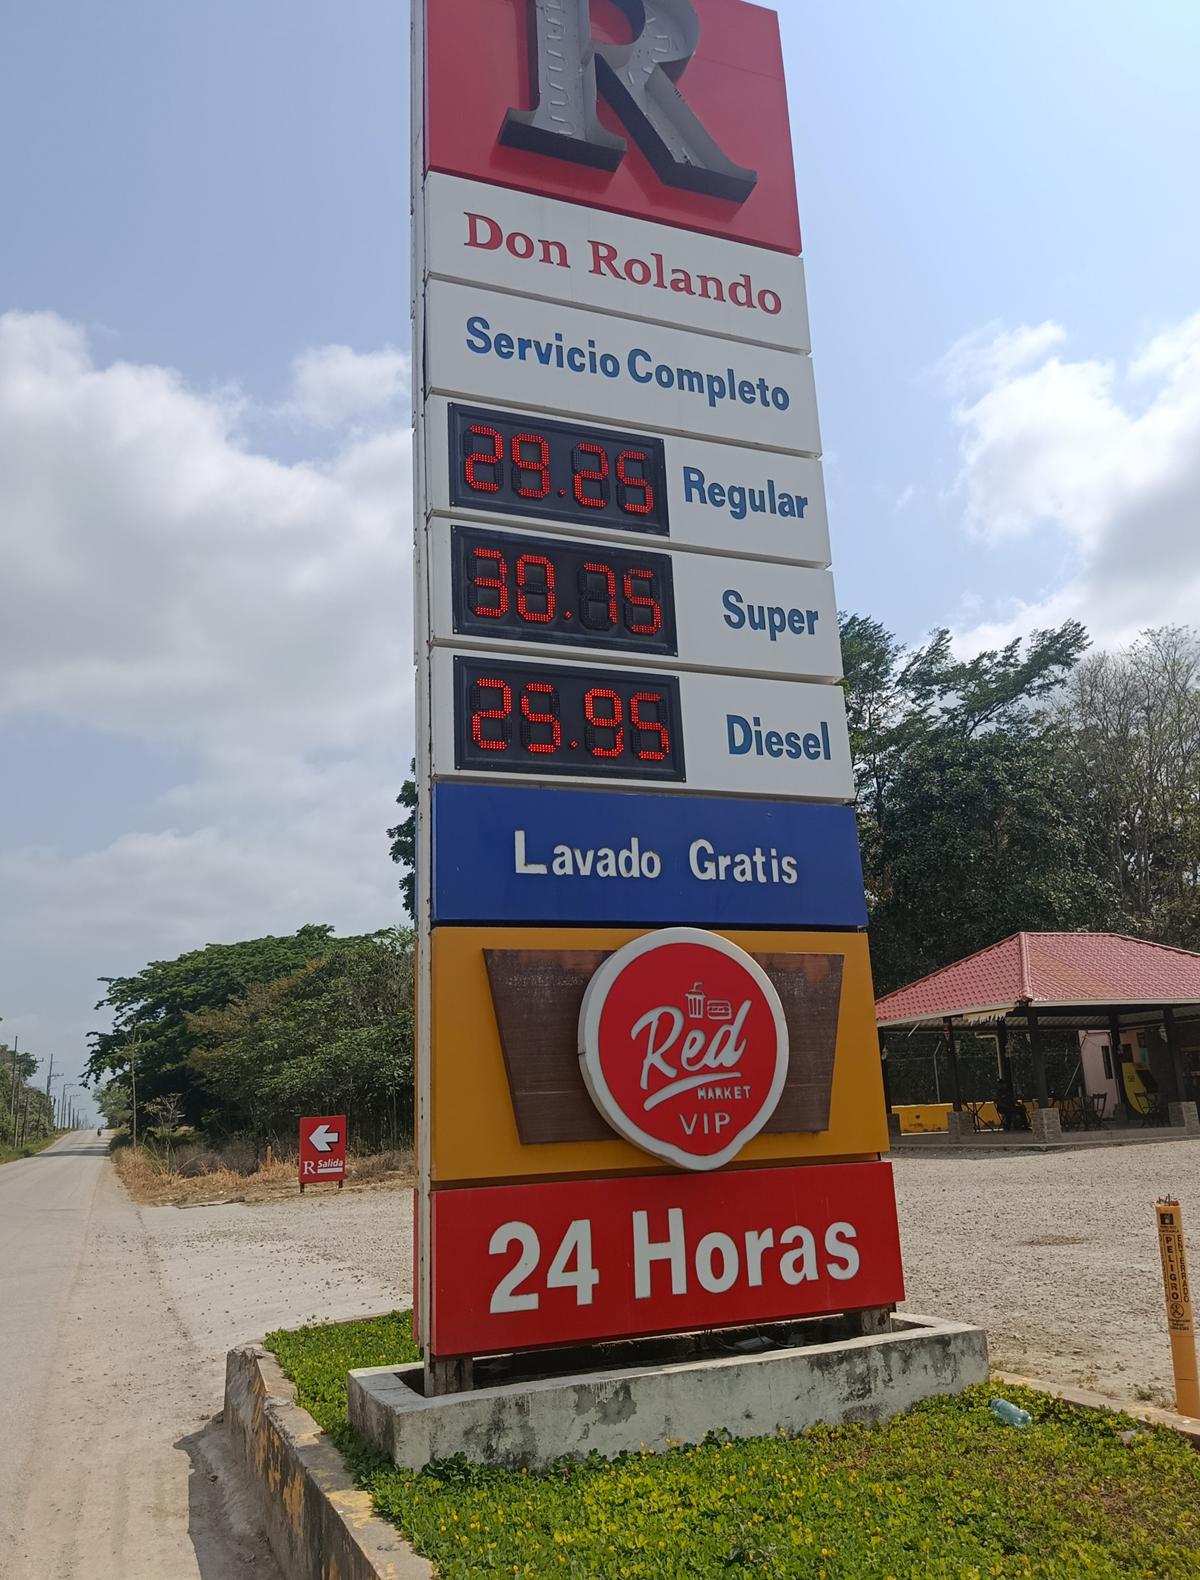 R
Don Rolando
Servicio Completo
29.25 Regular
30.75 Super
25.95 Diesel
Lavado Gratis
Red
MARKET
VIP
24 Horas
R Salida
PELIGRO
ENTERRADO